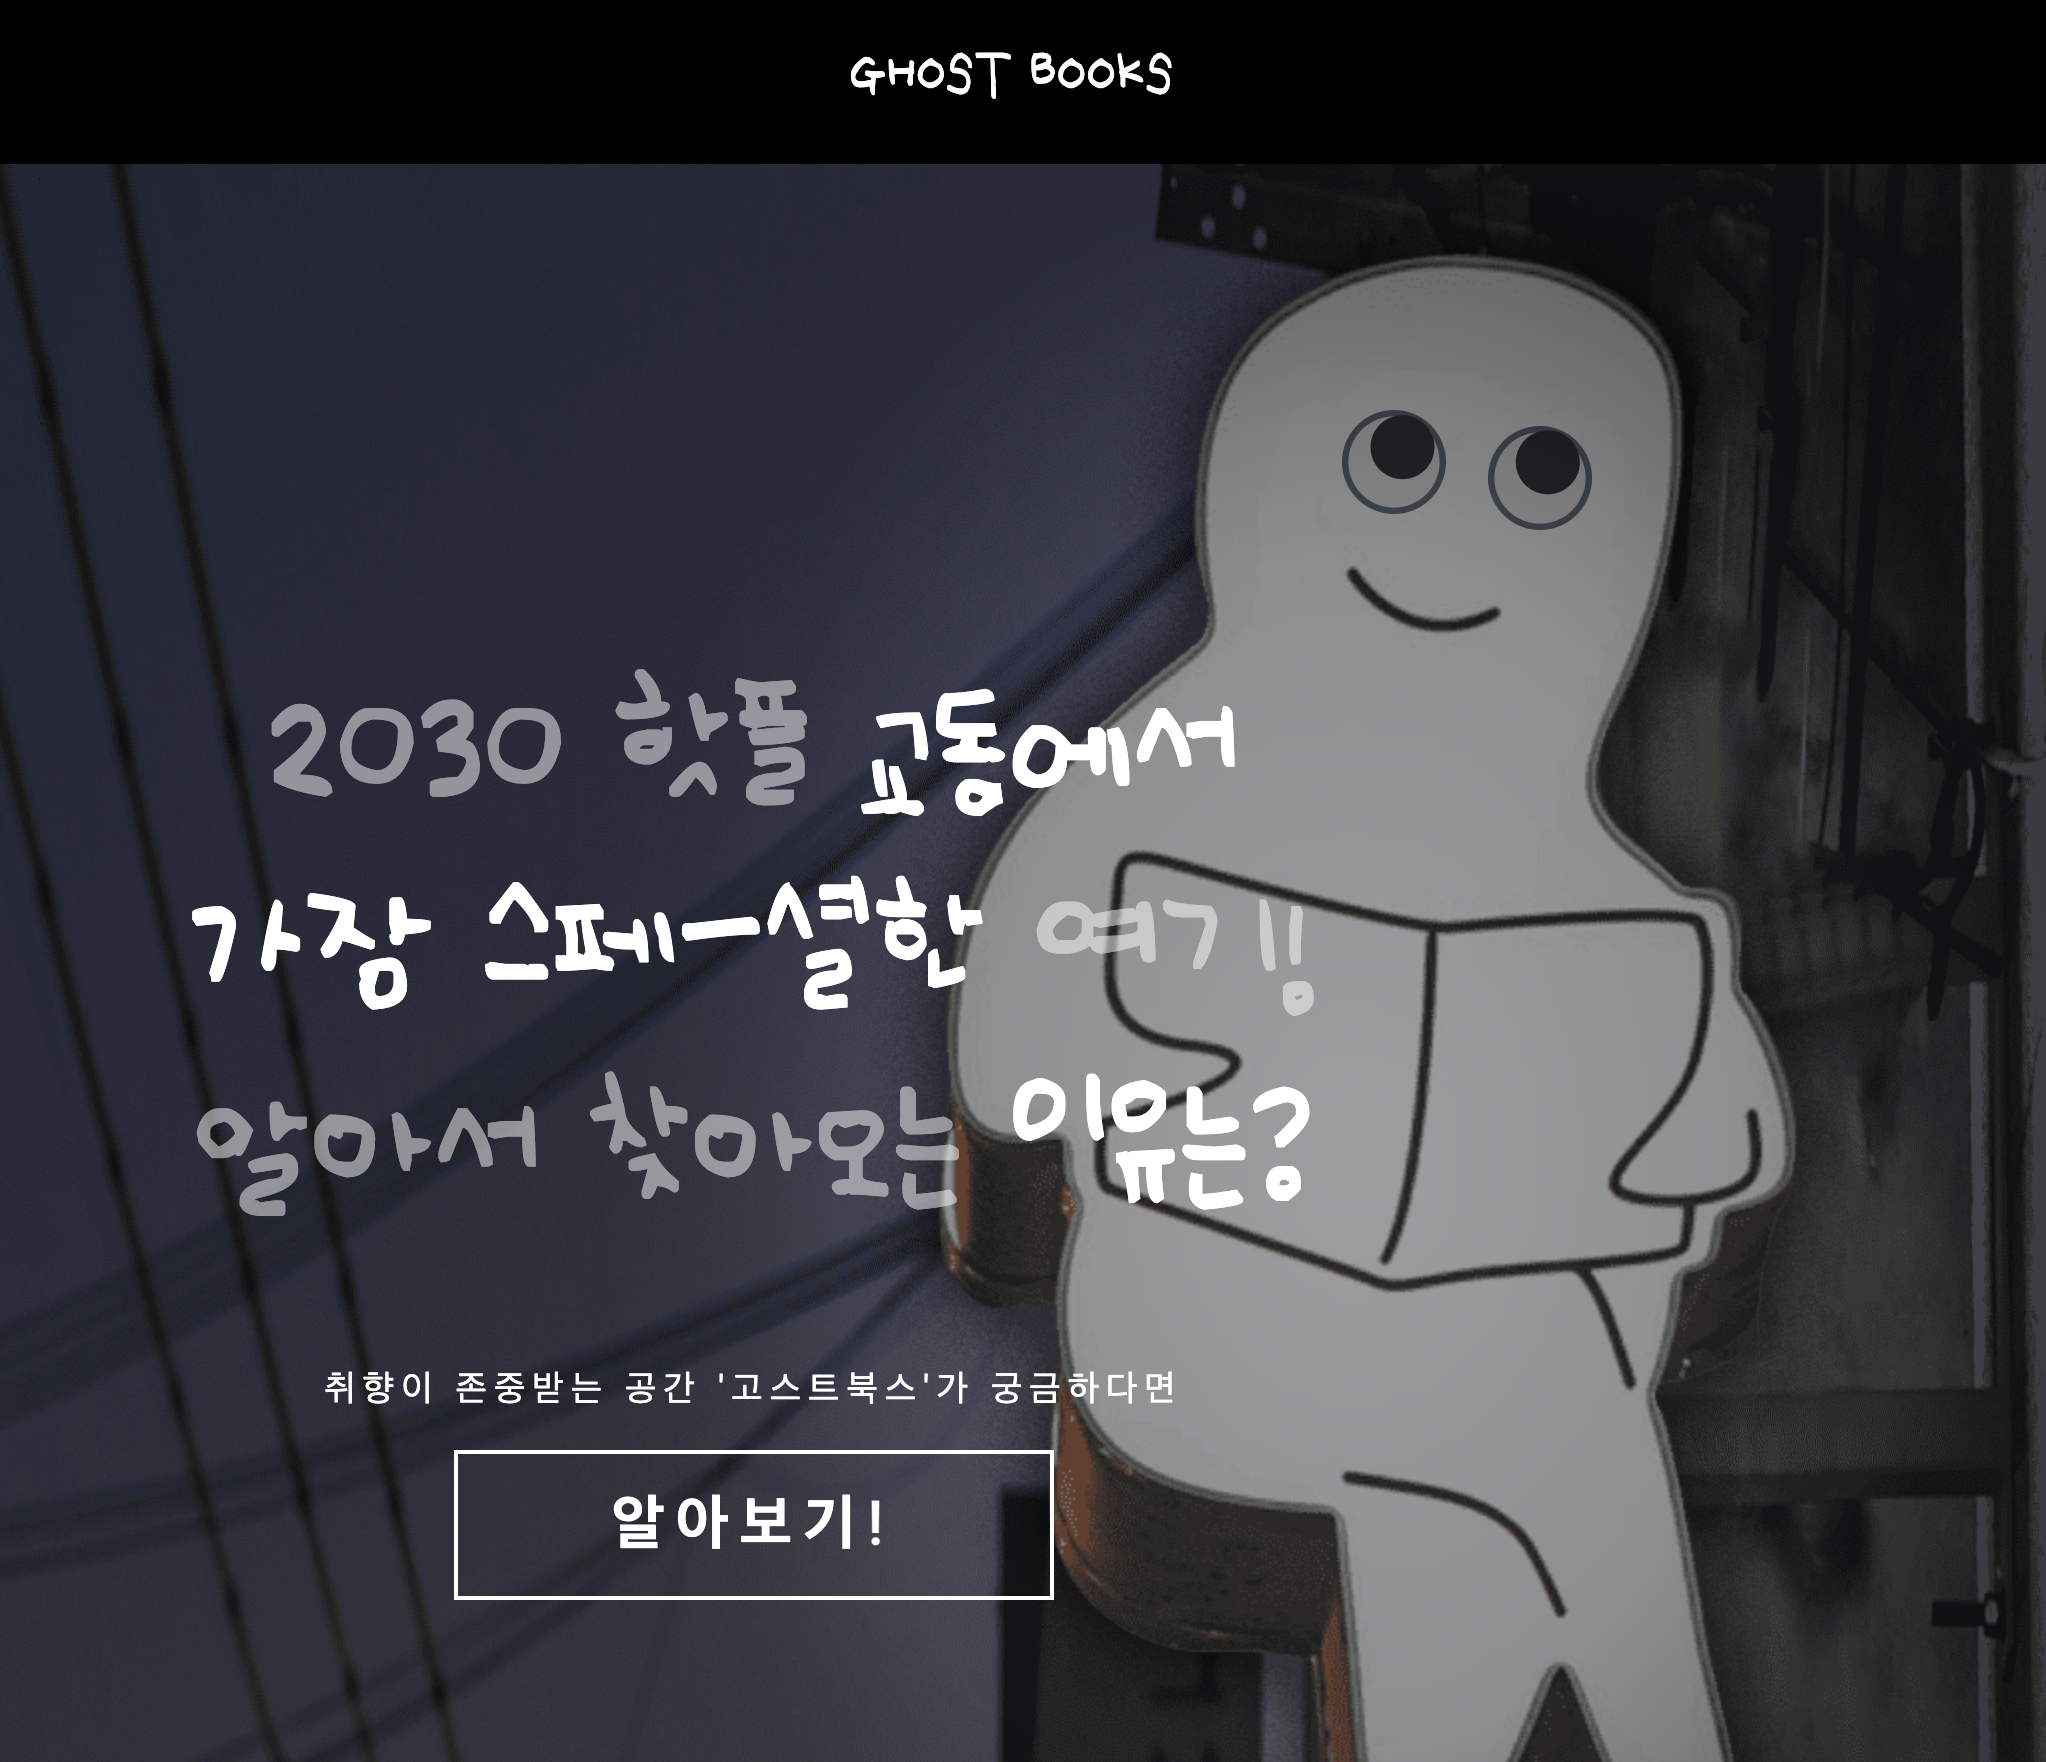 GHOST BOOKS
2030 핫플 교동에서
가장 스페-셜한 여기!!
알아서 찾아오는 이유는?
취향이 존중받는 공간 '고스트북스'가 궁금하다면
알아보기!